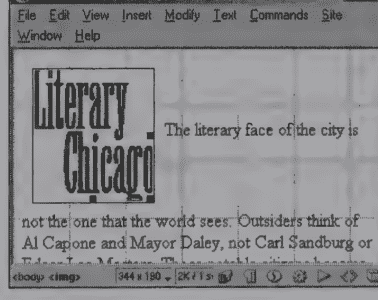 File Edit View Insert Modify Text Commands Site
Window Help
Literary
Chicago
The literary face of the city is
not the one that the world sees. Outsiders think of
Al Capone and Mayor Daley, not Carl Sandburg or
<body> <img> 344 x 180 2K / 1 s